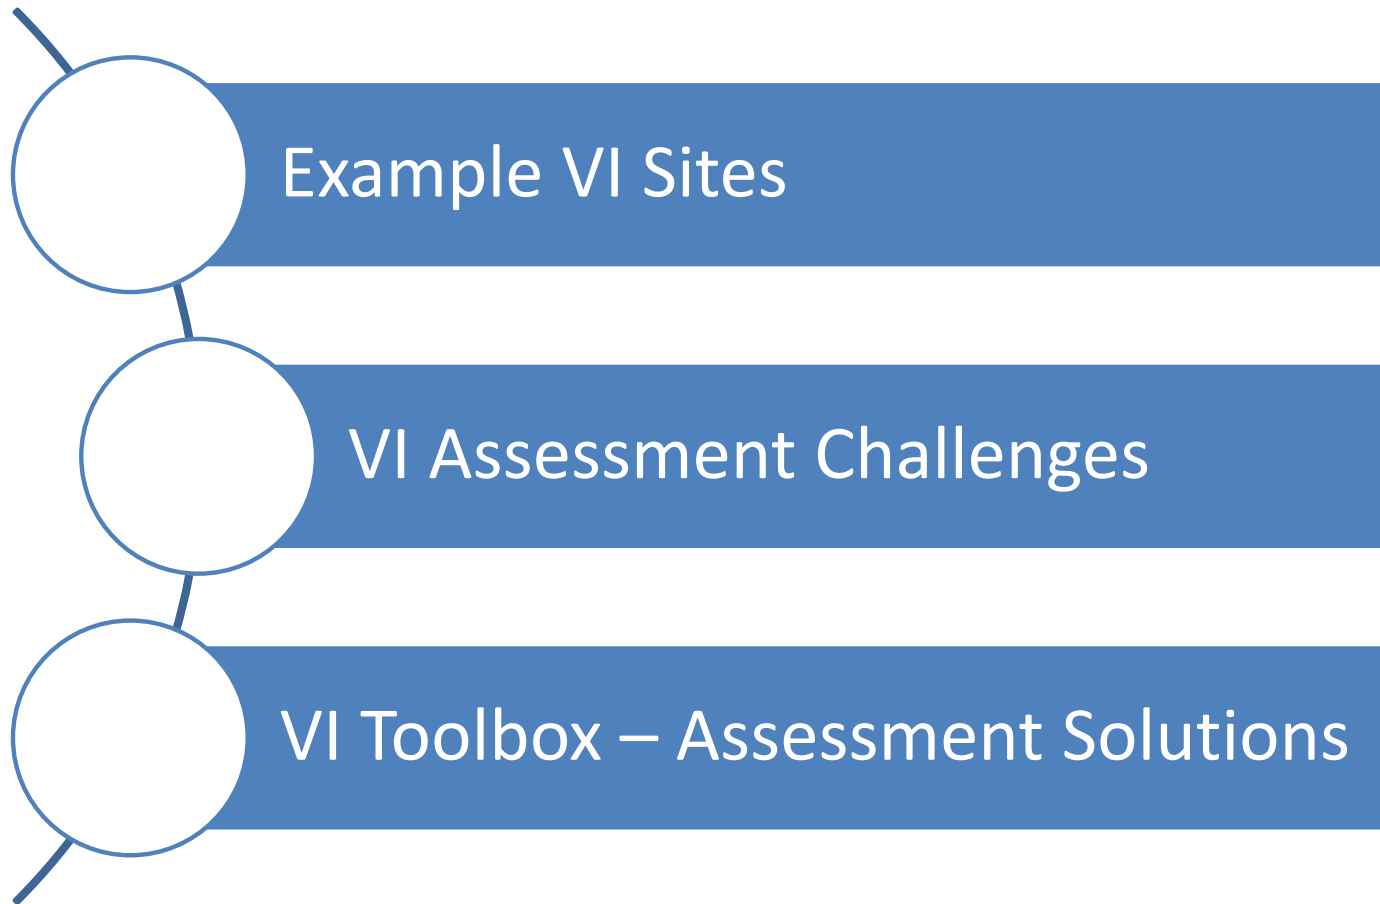 Example VI Sites
VI Assessment Challenges
VI Toolbox – Assessment Solutions